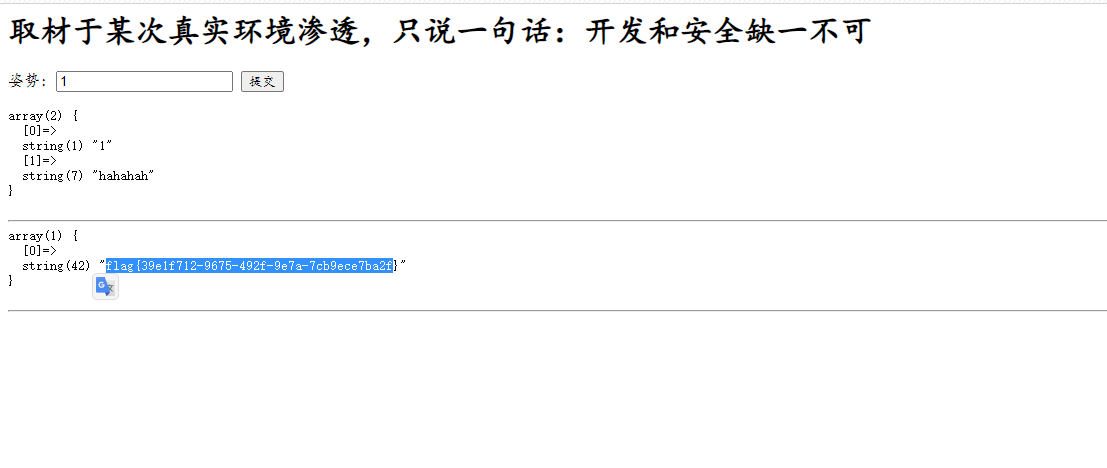 取材于某次真实环境渗透，只说一句话：开发和安全缺一不可
姿势： 1 提交
array(2) {
  [0]=>
  string(1) "1"
  [1]=>
  string(7) "hahahah"
}
array(1) {
  [0]=>
  string(42) "flag{39e1f712-9675-492f-9e7a-7cb9ece7ba2f}"
}